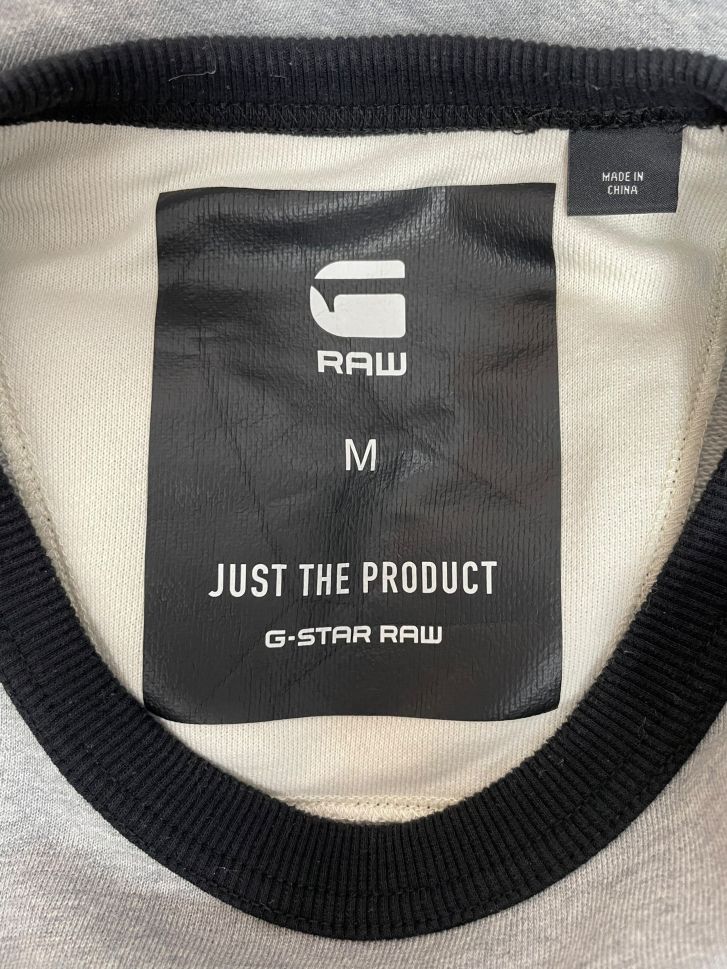 MADE IN
CHINA
G
RAW
M
JUST THE PRODUCT
G-STAR RAW